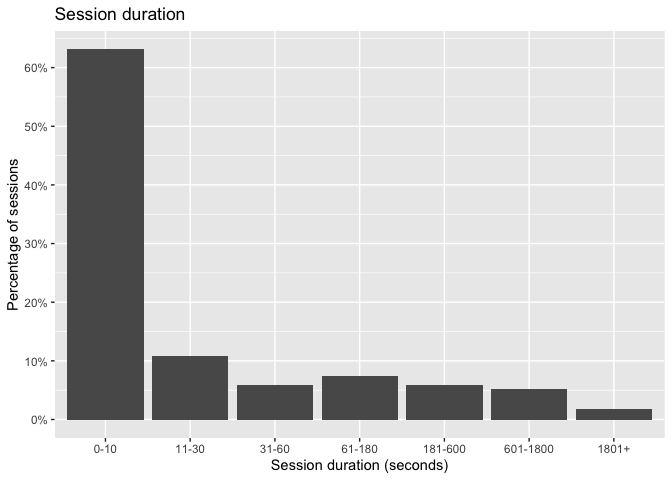 Session duration
Percentage of sessions
60%
50%
40%
30%
20%
10%
0%
0-10 11-30 31-60 61-180 181-600 601-1800 1801+
Session duration (seconds)